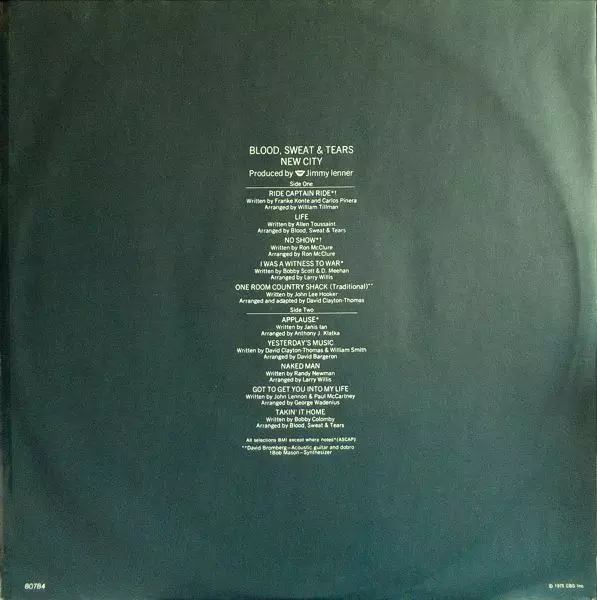 BLOOD, SWEAT & TEARS
NEW CITY
Produced by Jimmy Ienner
Side One
RIDE CAPTAIN RIDE*!
Written by Franke Konte and Carlos Pinera
Arranged by William Tillman
LIFE
Written by Allen Toussaint
Arranged by Blood, Sweat & Tears
NO SHOW*!
Written by Ron McClure
Arranged by Ron McClure
I WAS A WITNESS TO WAR*
Written by Bobby Scott & D. Meehan
Arranged by Larry Willis
ONE ROOM COUNTRY SHACK (Traditional)**
Written by John Lee Hooker
Arranged and adapted by David Clayton-Thomas
Side Two
APPLAUSE*
Written by Janis Ian
Arranged by Anthony J. Klatka
YESTERDAY'S MUSIC
Written by David Clayton-Thomas & William Smith
Arranged by David Bargeron
NAKED MAN
Written by Randy Newman
Arranged by Larry Willis
GOT TO GET YOU INTO MY LIFE
Written by John Lennon & Paul McCartney
Arranged by George Wadenius
TAKIN' IT HOME
Written by Bobby Colomby
Arranged by Blood, Sweat & Tears
All selections BMI except where noted*(ASCAP)
**David Bromberg—Acoustic guitar and dobro
!Bob Mason—Synthesizer
80784
© 1975 CBS Inc.